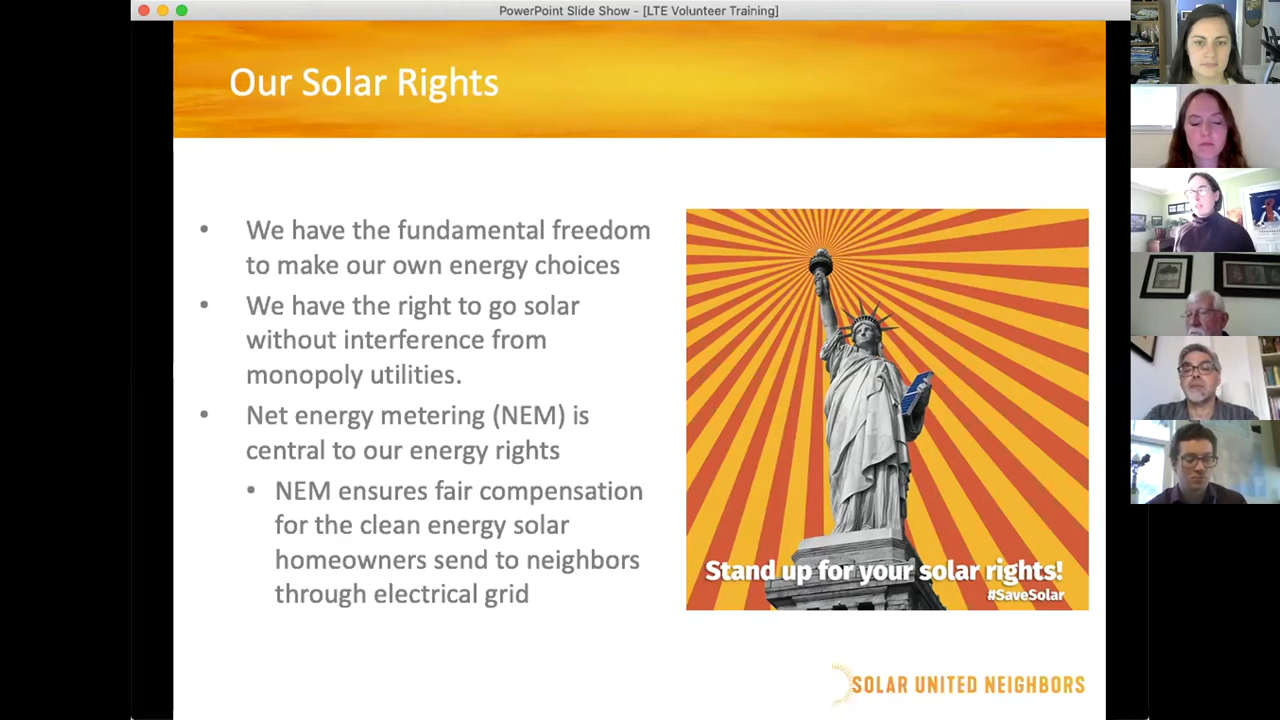 PowerPoint Slide Show - [LTE Volunteer Training]
Our Solar Rights
• We have the fundamental freedom
to make our own energy choices
• We have the right to go solar
without interference from
monopoly utilities.
• Net energy metering (NEM) is
central to our energy rights
• NEM ensures fair compensation
for the clean energy solar
homeowners send to neighbors
through electrical grid
Stand up for your solar rights!
#SaveSolar
SOLAR UNITED NEIGHBORS